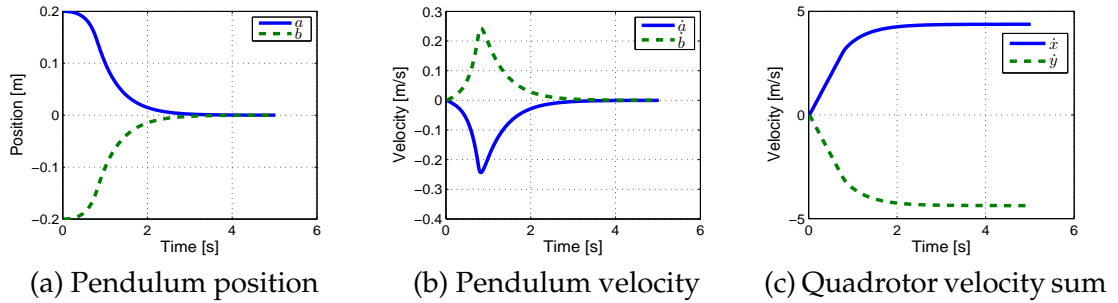 0.2
0.1
0
−0.1
−0.2
0 2 4 6
Position [m]
Time [s]
a
b
(a) Pendulum position
0.3
0.2
0.1
0
−0.1
−0.2
−0.3
−0.4
0 2 4 6
Velocity [m/s]
Time [s]
ȧ
ḃ
(b) Pendulum velocity
5
0
−5
0 2 4 6
Velocity [m/s]
Time [s]
ẋ
ẏ
(c) Quadrotor velocity sum